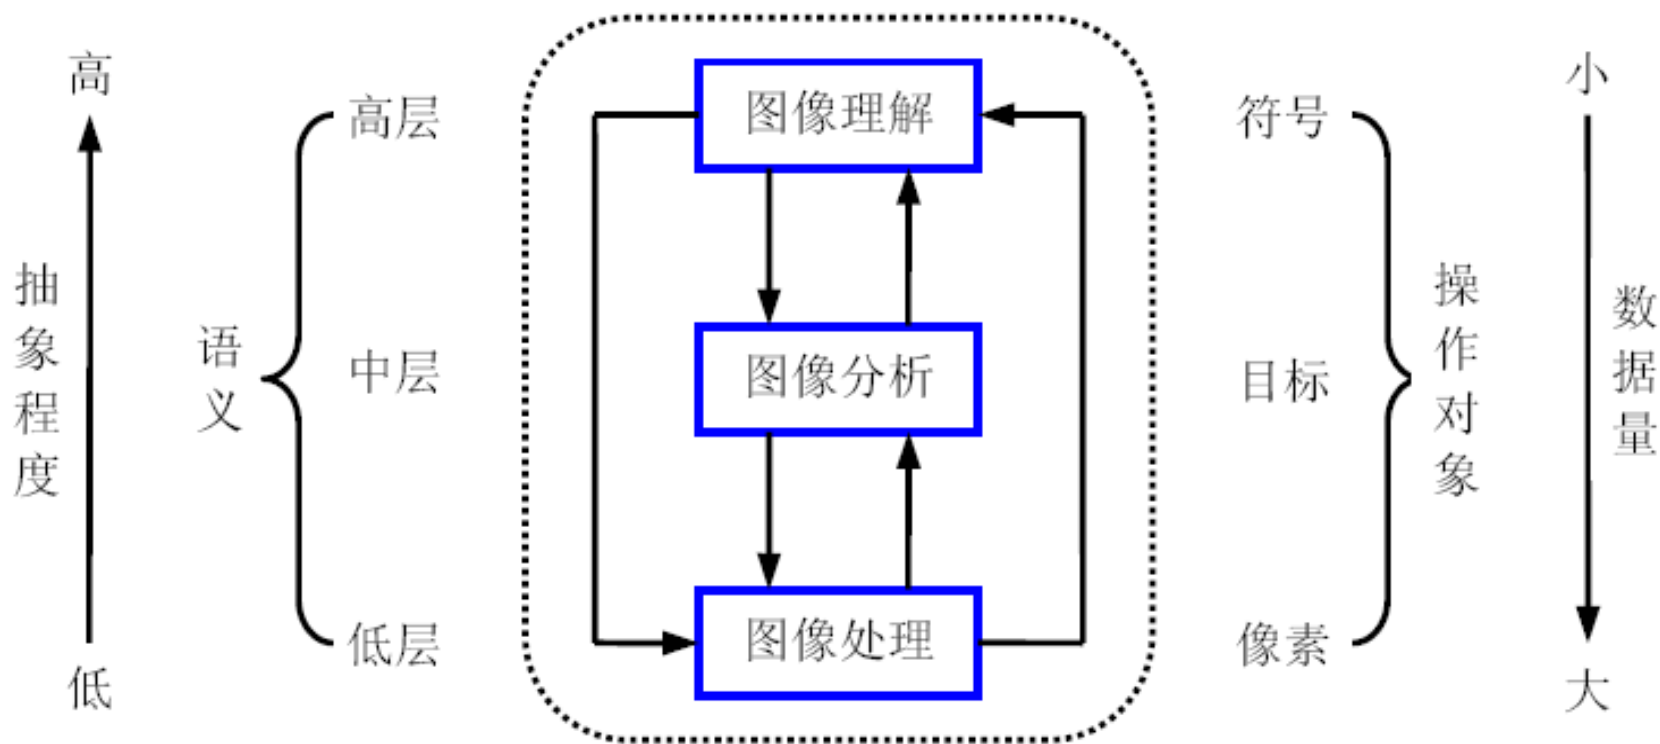 高
小
高层
图像理解
符号
抽象程度
语义
中层
图像分析
目标
操作对象
数据量
低层
图像处理
像素
低
大